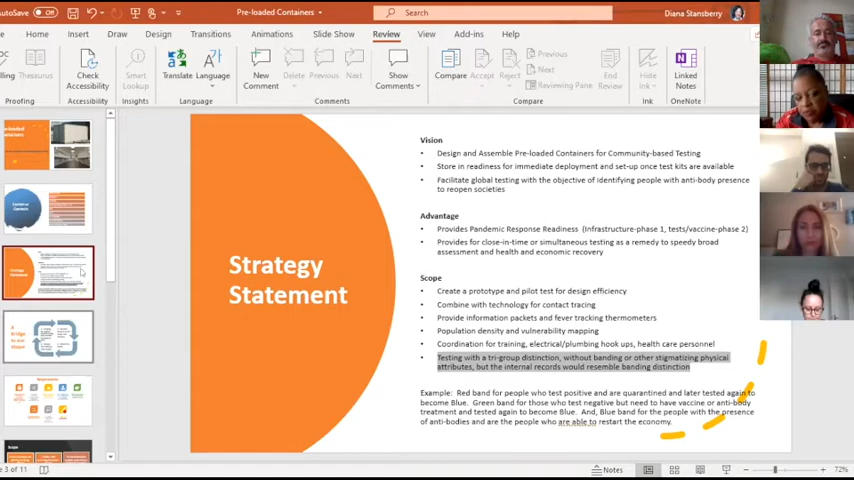 AutoSave Off
Pre-loaded Containers
Search
Diana Stansberry
Home Insert Draw Design Transitions Animations Slide Show Review View Add-ins Help
Thesaurus
Check Accessibility
Smart Lookup
Translate Language
New Comment
Delete Previous Next
Show Comments
Compare Accept Reject
Previous
Next
Reviewing Pane
End Review
Hide Ink
Linked Notes
Proofing Accessibility Insights Language Comments Compare Ink OneNote
Strategy
Statement
Vision
• Design and Assemble Pre-loaded Containers for Community-based Testing
• Store in readiness for immediate deployment and set-up once test kits are available
• Facilitate global testing with the objective of identifying people with anti-body presence
to reopen societies
Advantage
• Provides Pandemic Response Readiness (Infrastructure-phase 1, tests/vaccine-phase 2)
• Provides for close-in-time or simultaneous testing as a remedy to speedy broad
assessment and health and economic recovery
Scope
• Create a prototype and pilot test for design efficiency
• Combine with technology for contact tracing
• Provide information packets and fever tracking thermometers
• Population density and vulnerability mapping
• Coordination for training, electrical/plumbing hook ups, health care personnel
• Testing with a tri-group distinction, without banding or other stigmatizing physical
attributes, but the internal records would resemble banding distinction
Example: Red band for people who test positive and are quarantined and later tested again to
become Blue. Green band for those who test negative but need to have vaccine or anti-body
treatment and tested again to become Blue. And, Blue band for the people with the presence
of anti-bodies and are the people who are able to restart the economy.
3 of 11
Notes
72%